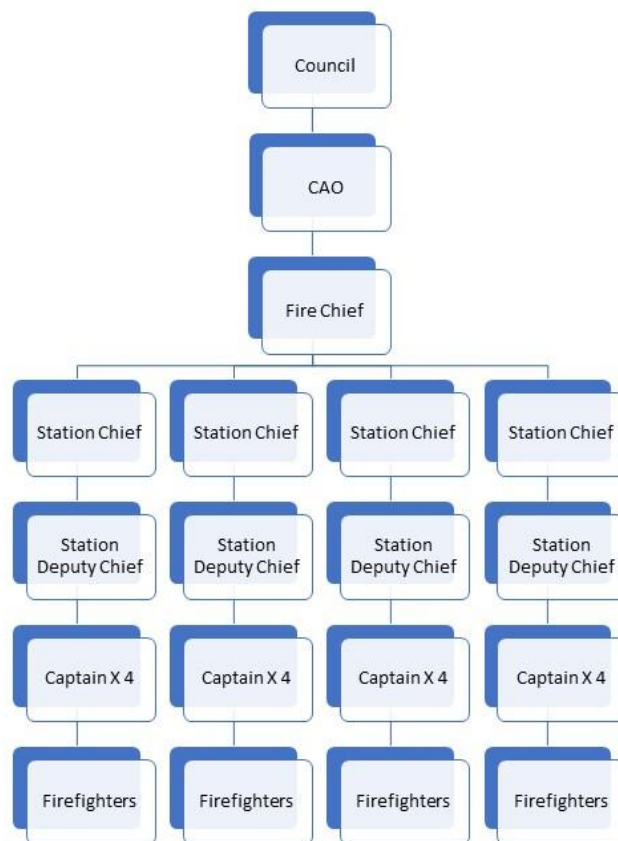 Council
CAO
Fire Chief
Station Chief
Station Chief
Station Chief
Station Chief
Station
Deputy Chief
Station
Deputy Chief
Station
Deputy Chief
Station
Deputy Chief
Captain X 4
Captain X 4
Captain X 4
Captain X 4
Firefighters
Firefighters
Firefighters
Firefighters